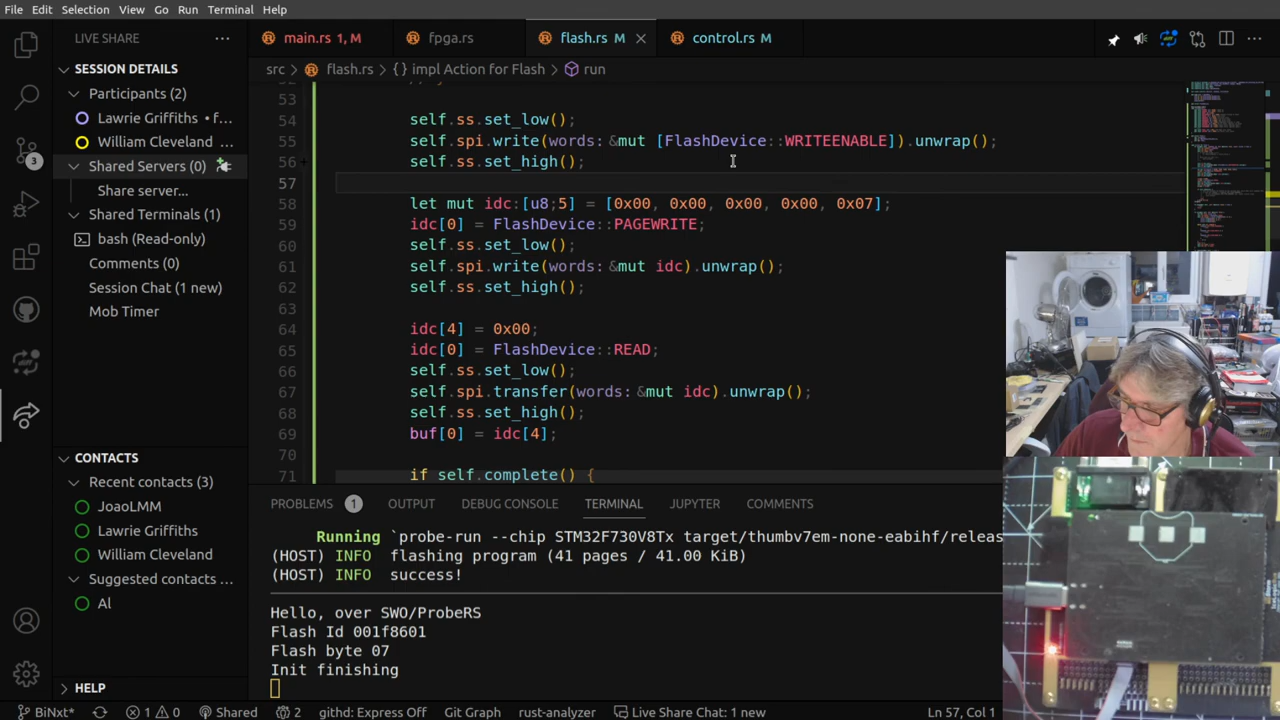 File Edit Selection View Go Run Terminal Help
LIVE SHARE
SESSION DETAILS
Participants (2)
Lawrie Griffiths • f...
William Cleveland ...
3
Shared Servers (0)
Share server...
Shared Terminals (1)
bash (Read-only)
Comments (0)
Session Chat (1 new)
Mob Timer
CONTACTS
Recent contacts (3)
JoaoLMM
Lawrie Griffiths
William Cleveland
Suggested contacts ...
Al
HELP
main.rs 1, M
fpga.rs
flash.rs M
control.rs M
src > flash.rs > {} impl Action for Flash > run
53
54 self.ss.set_low();
55 self.spi.write(words: &mut [FlashDevice::WRITEENABLE]).unwrap();
56 self.ss.set_high();
57
58 let mut idc:[u8;5] = [0x00, 0x00, 0x00, 0x00, 0x07];
59 idc[0] = FlashDevice::PAGEWRITE;
60 self.ss.set_low();
61 self.spi.write(words: &mut idc).unwrap();
62 self.ss.set_high();
63
64 idc[4] = 0x00;
65 idc[0] = FlashDevice::READ;
66 self.ss.set_low();
67 self.spi.transfer(words: &mut idc).unwrap();
68 self.ss.set_high();
69 buf[0] = idc[4];
70
71 if self.complete() {
PROBLEMS 1 OUTPUT DEBUG CONSOLE TERMINAL JUPYTER COMMENTS
Running `probe-run --chip STM32F730V8Tx target/thumbv7em-none-eabihf/releas
(HOST) INFO flashing program (41 pages / 41.00 KiB)
(HOST) INFO success!
Hello, over SWO/ProbeRS
Flash Id 001f8601
Flash byte 07
Init finishing
BiNxt* 1 0 Shared 2 githd: Express Off Git Graph rust-analyzer Live Share Chat: 1 new Ln 57, Col 1